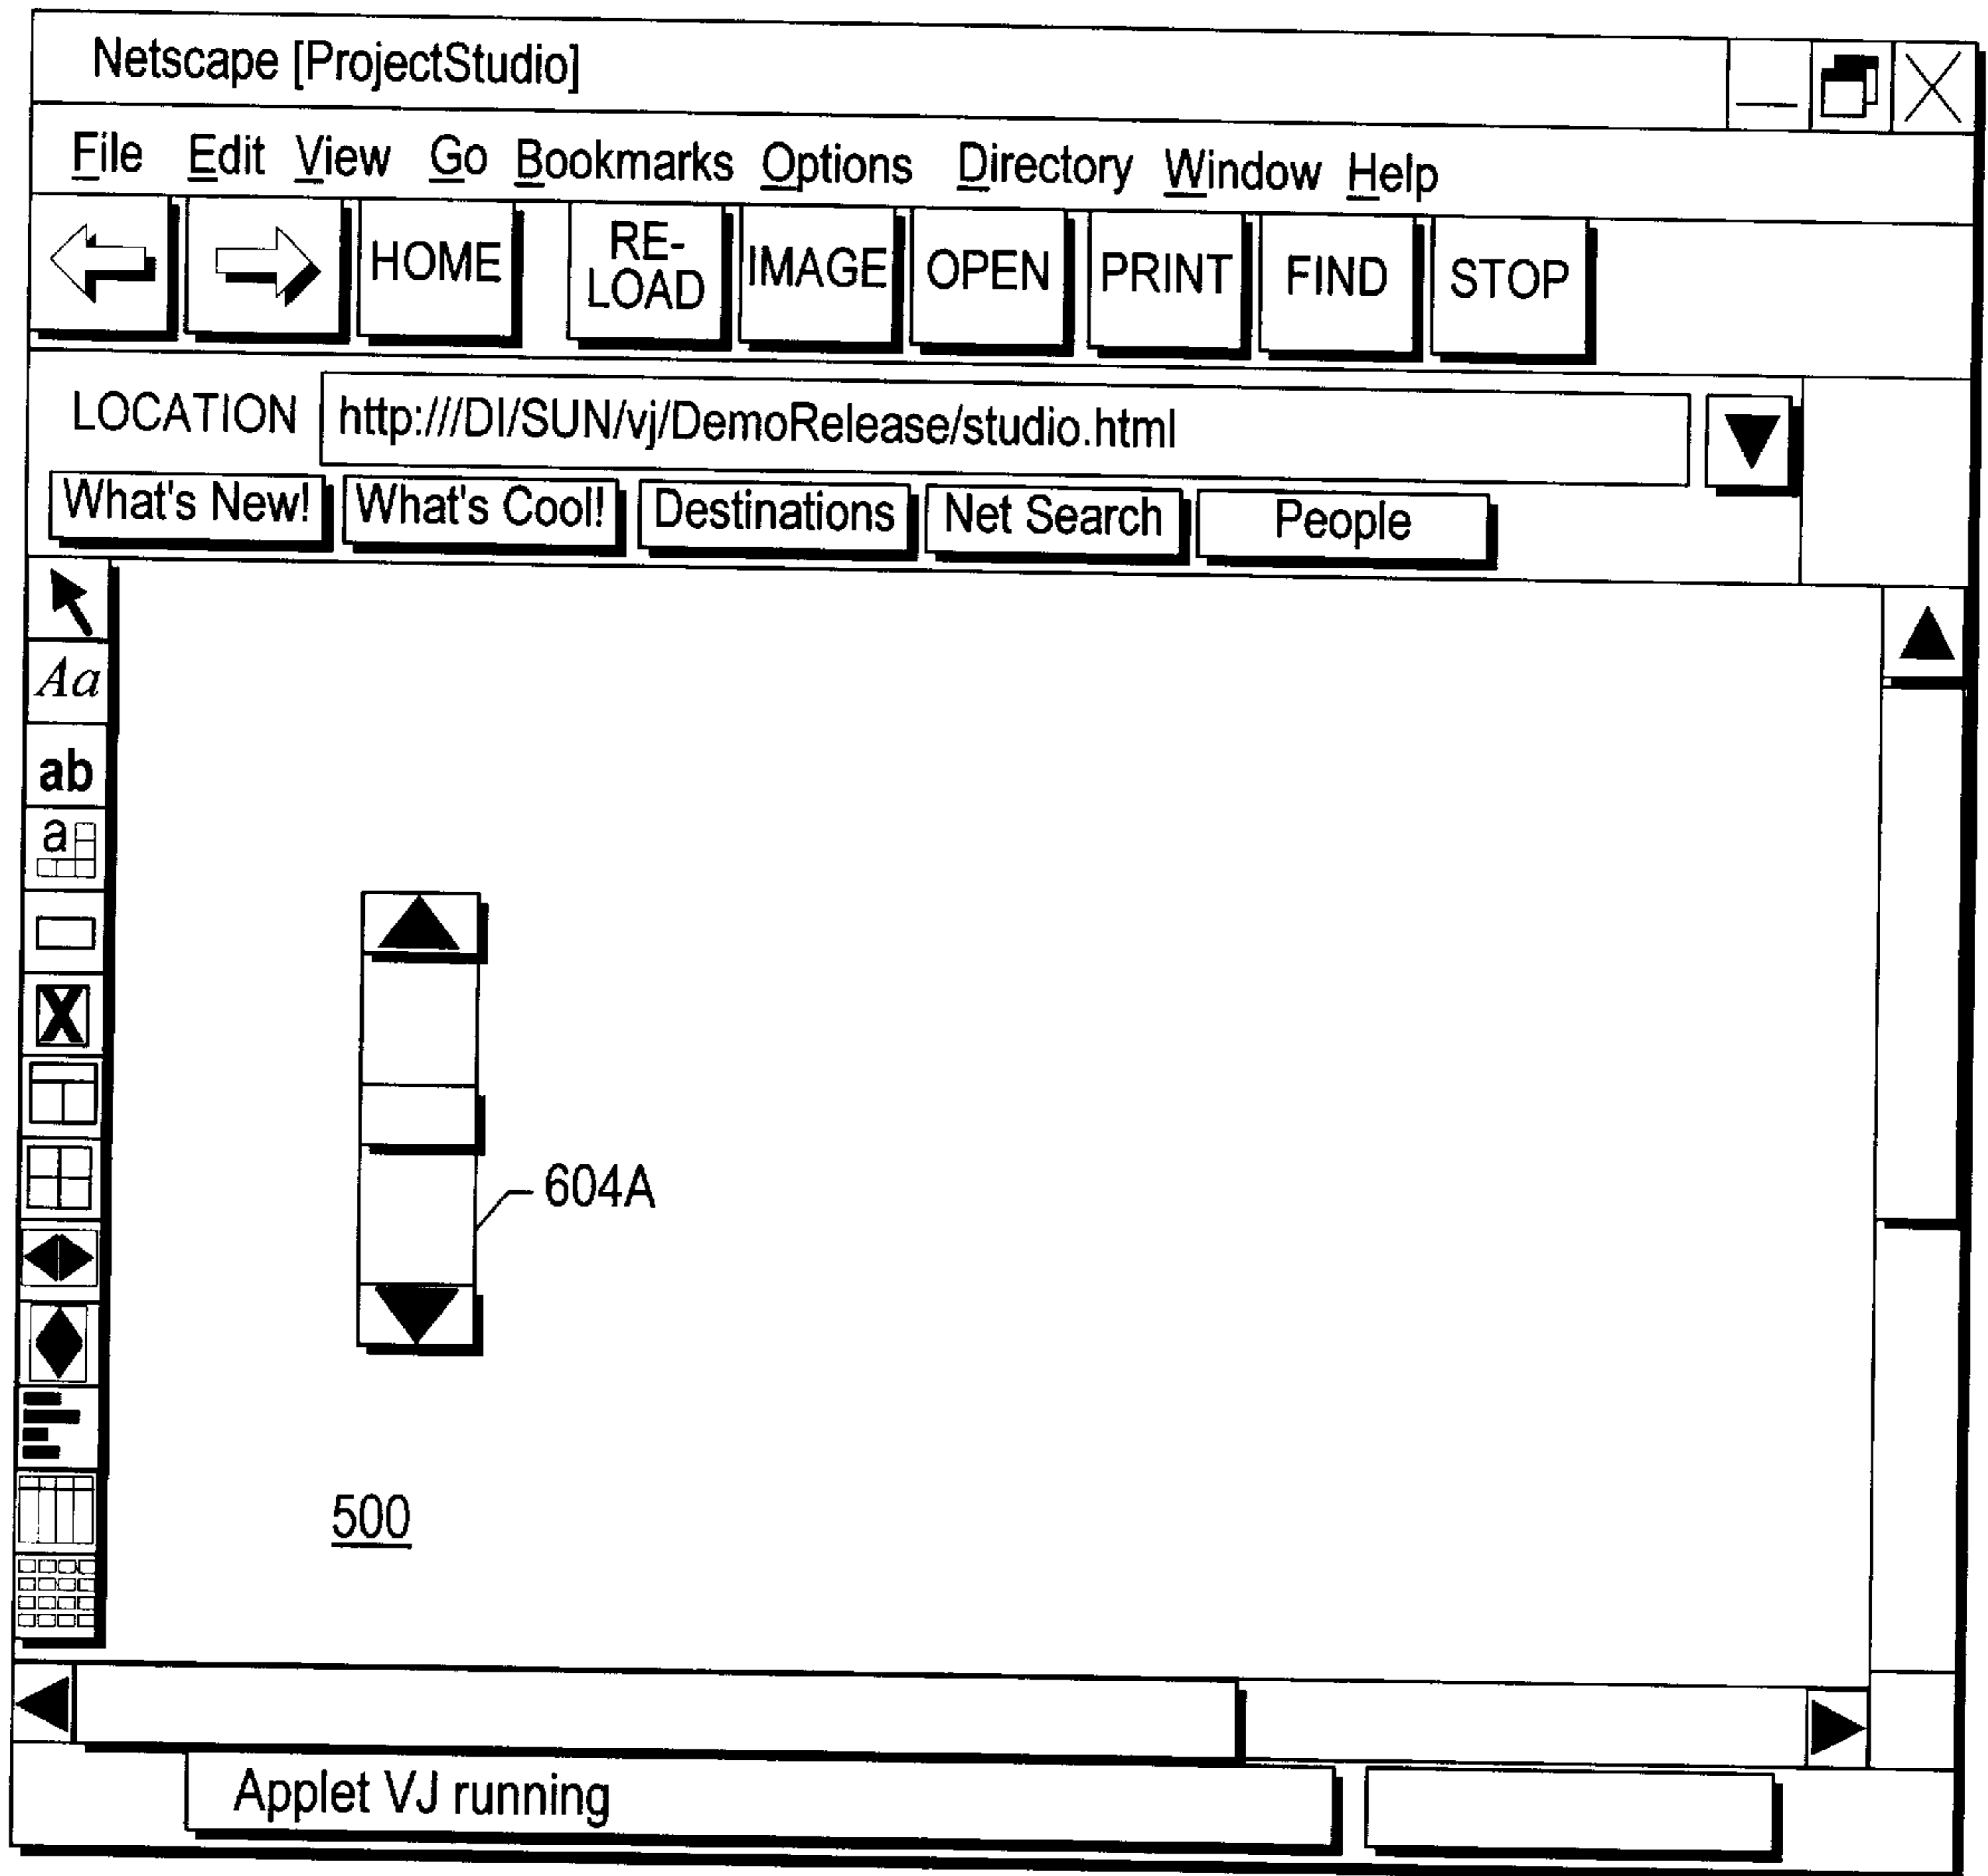 Netscape [ProjectStudio]
File Edit View Go Bookmarks Options Directory Window Help
HOME RE-LOAD IMAGE OPEN PRINT FIND STOP
LOCATION http:///DI/SUN/vj/DemoRelease/studio.html
What's New! What's Cool! Destinations Net Search People
Aa
ab
a
X
604A
500
Applet VJ running